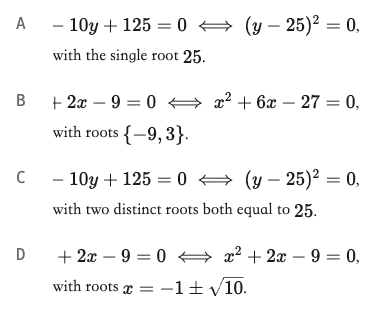 A − 10y + 125 = 0 ⟺ (y − 25)² = 0,
with the single root 25.
B + 2x − 9 = 0 ⟺ x² + 6x − 27 = 0,
with roots {−9, 3}.
C − 10y + 125 = 0 ⟺ (y − 25)² = 0,
with two distinct roots both equal to 25.
D + 2x − 9 = 0 ⟺ x² + 2x − 9 = 0,
with roots x = −1 ± √10.